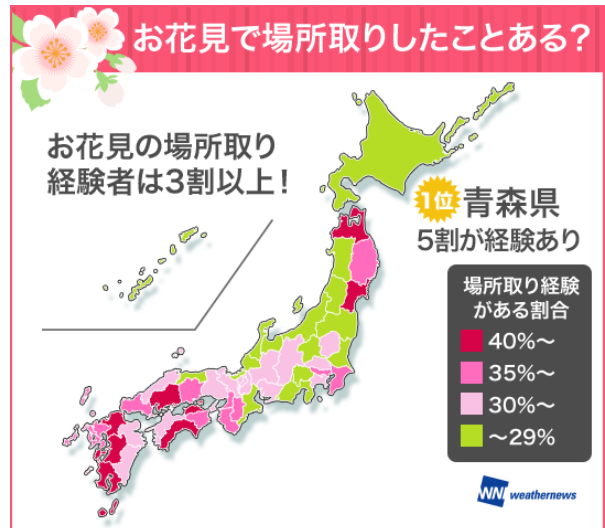 お花見で場所取りしたことある?
お花見の場所取り
経験者は3割以上!
1位 青森県
5割が経験あり
場所取り経験
がある割合
40%~
35%~
30%~
~29%
WN weathernews